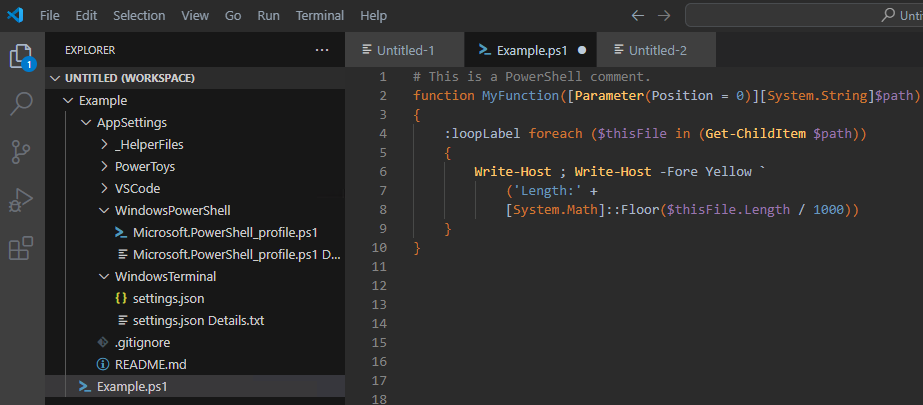 File Edit Selection View Go Run Terminal Help
Unti
EXPLORER
Untitled-1
Example.ps1
Untitled-2
1
UNTITLED (WORKSPACE)
Example
AppSettings
_HelperFiles
PowerToys
VSCode
WindowsPowerShell
Microsoft.PowerShell_profile.ps1
Microsoft.PowerShell_profile.ps1 D...
WindowsTerminal
{} settings.json
settings.json Details.txt
.gitignore
README.md
Example.ps1
1 # This is a PowerShell comment.
2 function MyFunction([Parameter(Position = 0)][System.String]$path)
3 {
4 :loopLabel foreach ($thisFile in (Get-ChildItem $path))
5 {
6 Write-Host ; Write-Host -Fore Yellow `
7 ('Length:' +
8 [System.Math]::Floor($thisFile.Length / 1000))
9 }
10 }
11
12
13
14
15
16
17
18